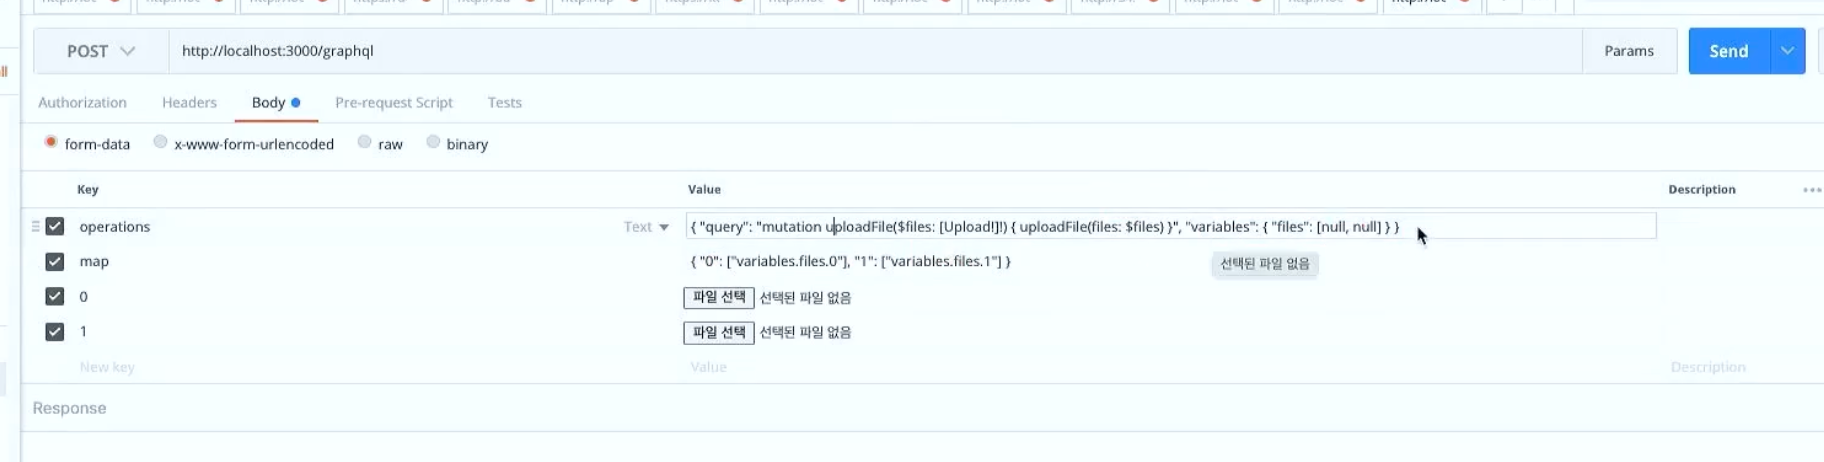 POST http://localhost:3000/graphql Params Send
Authorization Headers Body Pre-request Script Tests
form-data x-www-form-urlencoded raw binary
Key Value Description
operations Text { "query": "mutation uploadFile($files: [Upload!]!) { uploadFile(files: $files) }", "variables": { "files": [null, null] } }
map { "0": ["variables.files.0"], "1": ["variables.files.1"] } 선택된 파일 없음
0 파일 선택 선택된 파일 없음
1 파일 선택 선택된 파일 없음
New key Value Description
Response